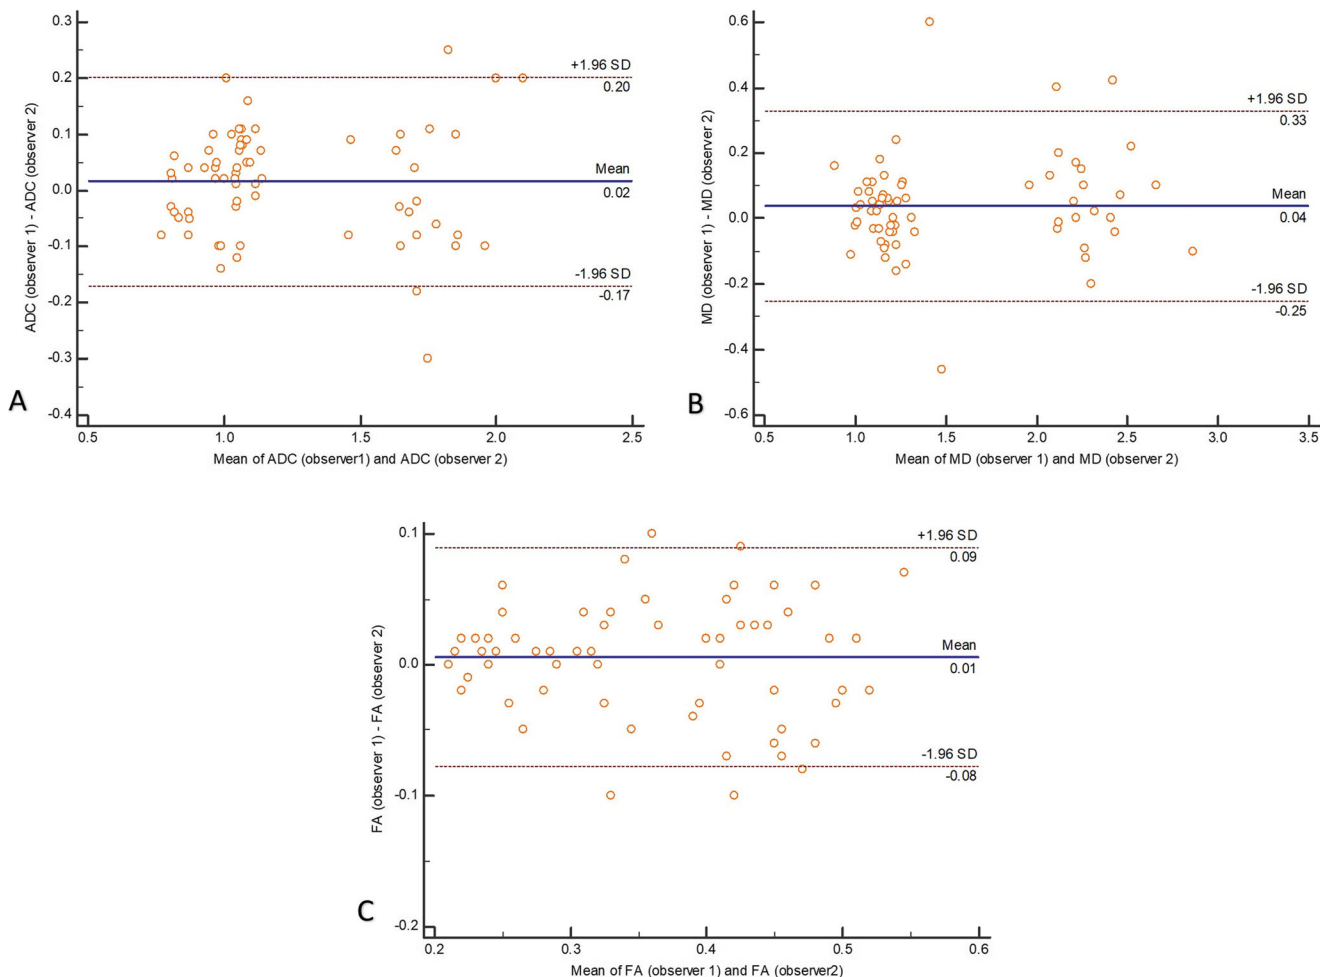 0.3
0.2
0.1
0.0
-0.1
-0.2
-0.3
-0.4
ADC (observer 1) - ADC (observer 2)
+1.96 SD
0.20
Mean
0.02
-1.96 SD
-0.17
0.5 1.0 1.5 2.0 2.5
Mean of ADC (observer1) and ADC (observer 2)
A
0.6
0.4
0.2
0.0
-0.2
-0.4
-0.6
MD (observer 1) - MD (observer 2)
+1.96 SD
0.33
Mean
0.04
-1.96 SD
-0.25
0.5 1.0 1.5 2.0 2.5 3.0 3.5
Mean of MD (observer 1) and MD (observer 2)
B
0.1
0.0
-0.1
-0.2
FA (observer 1) - FA (observer 2)
+1.96 SD
0.09
Mean
0.01
-1.96 SD
-0.08
0.2 0.3 0.4 0.5 0.6
Mean of FA (observer 1) and FA (observer2)
C